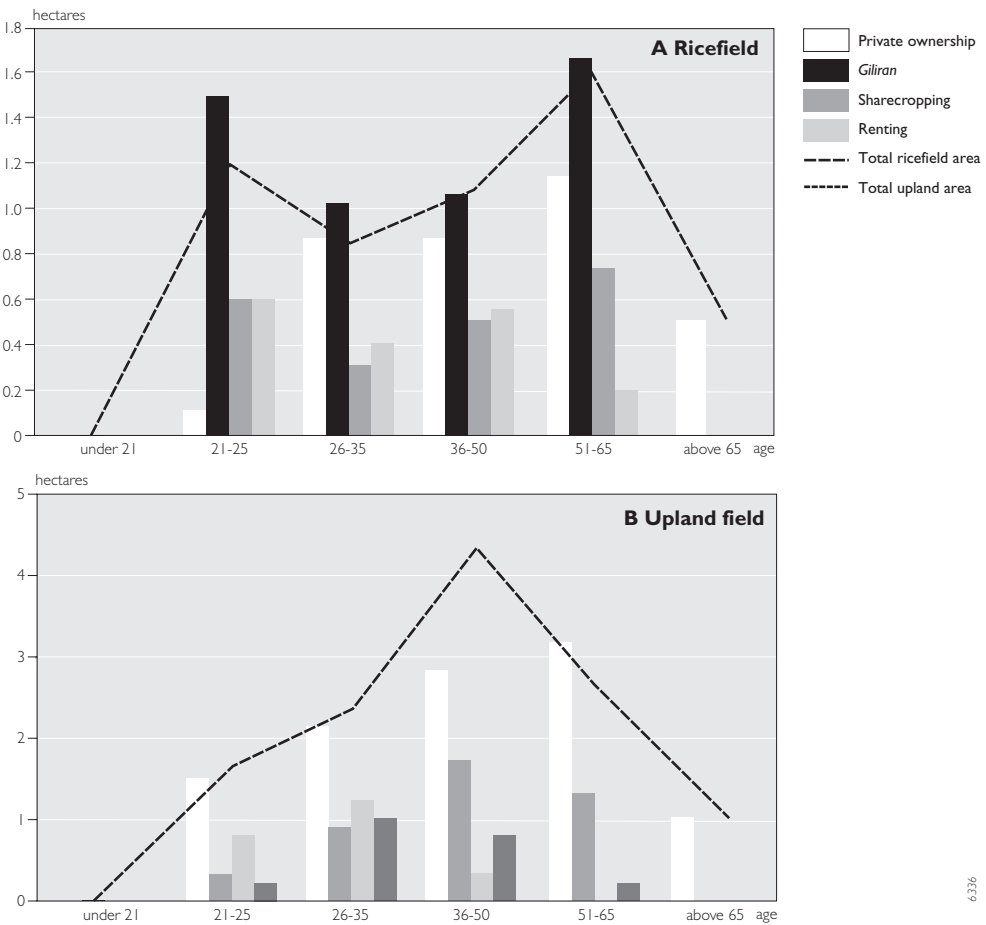 hectares
1.8
A Ricefield
1.6
1.4
1.2
1.0
0.8
0.6
0.4
0.2
0
under 21 21-25 26-35 36-50 51-65 above 65 age
Private ownership
Giliran
Sharecropping
Renting
Total ricefield area
Total upland area
hectares
5
B Upland field
4
3
2
1
0
under 21 21-25 26-35 36-50 51-65 above 65 age
6336